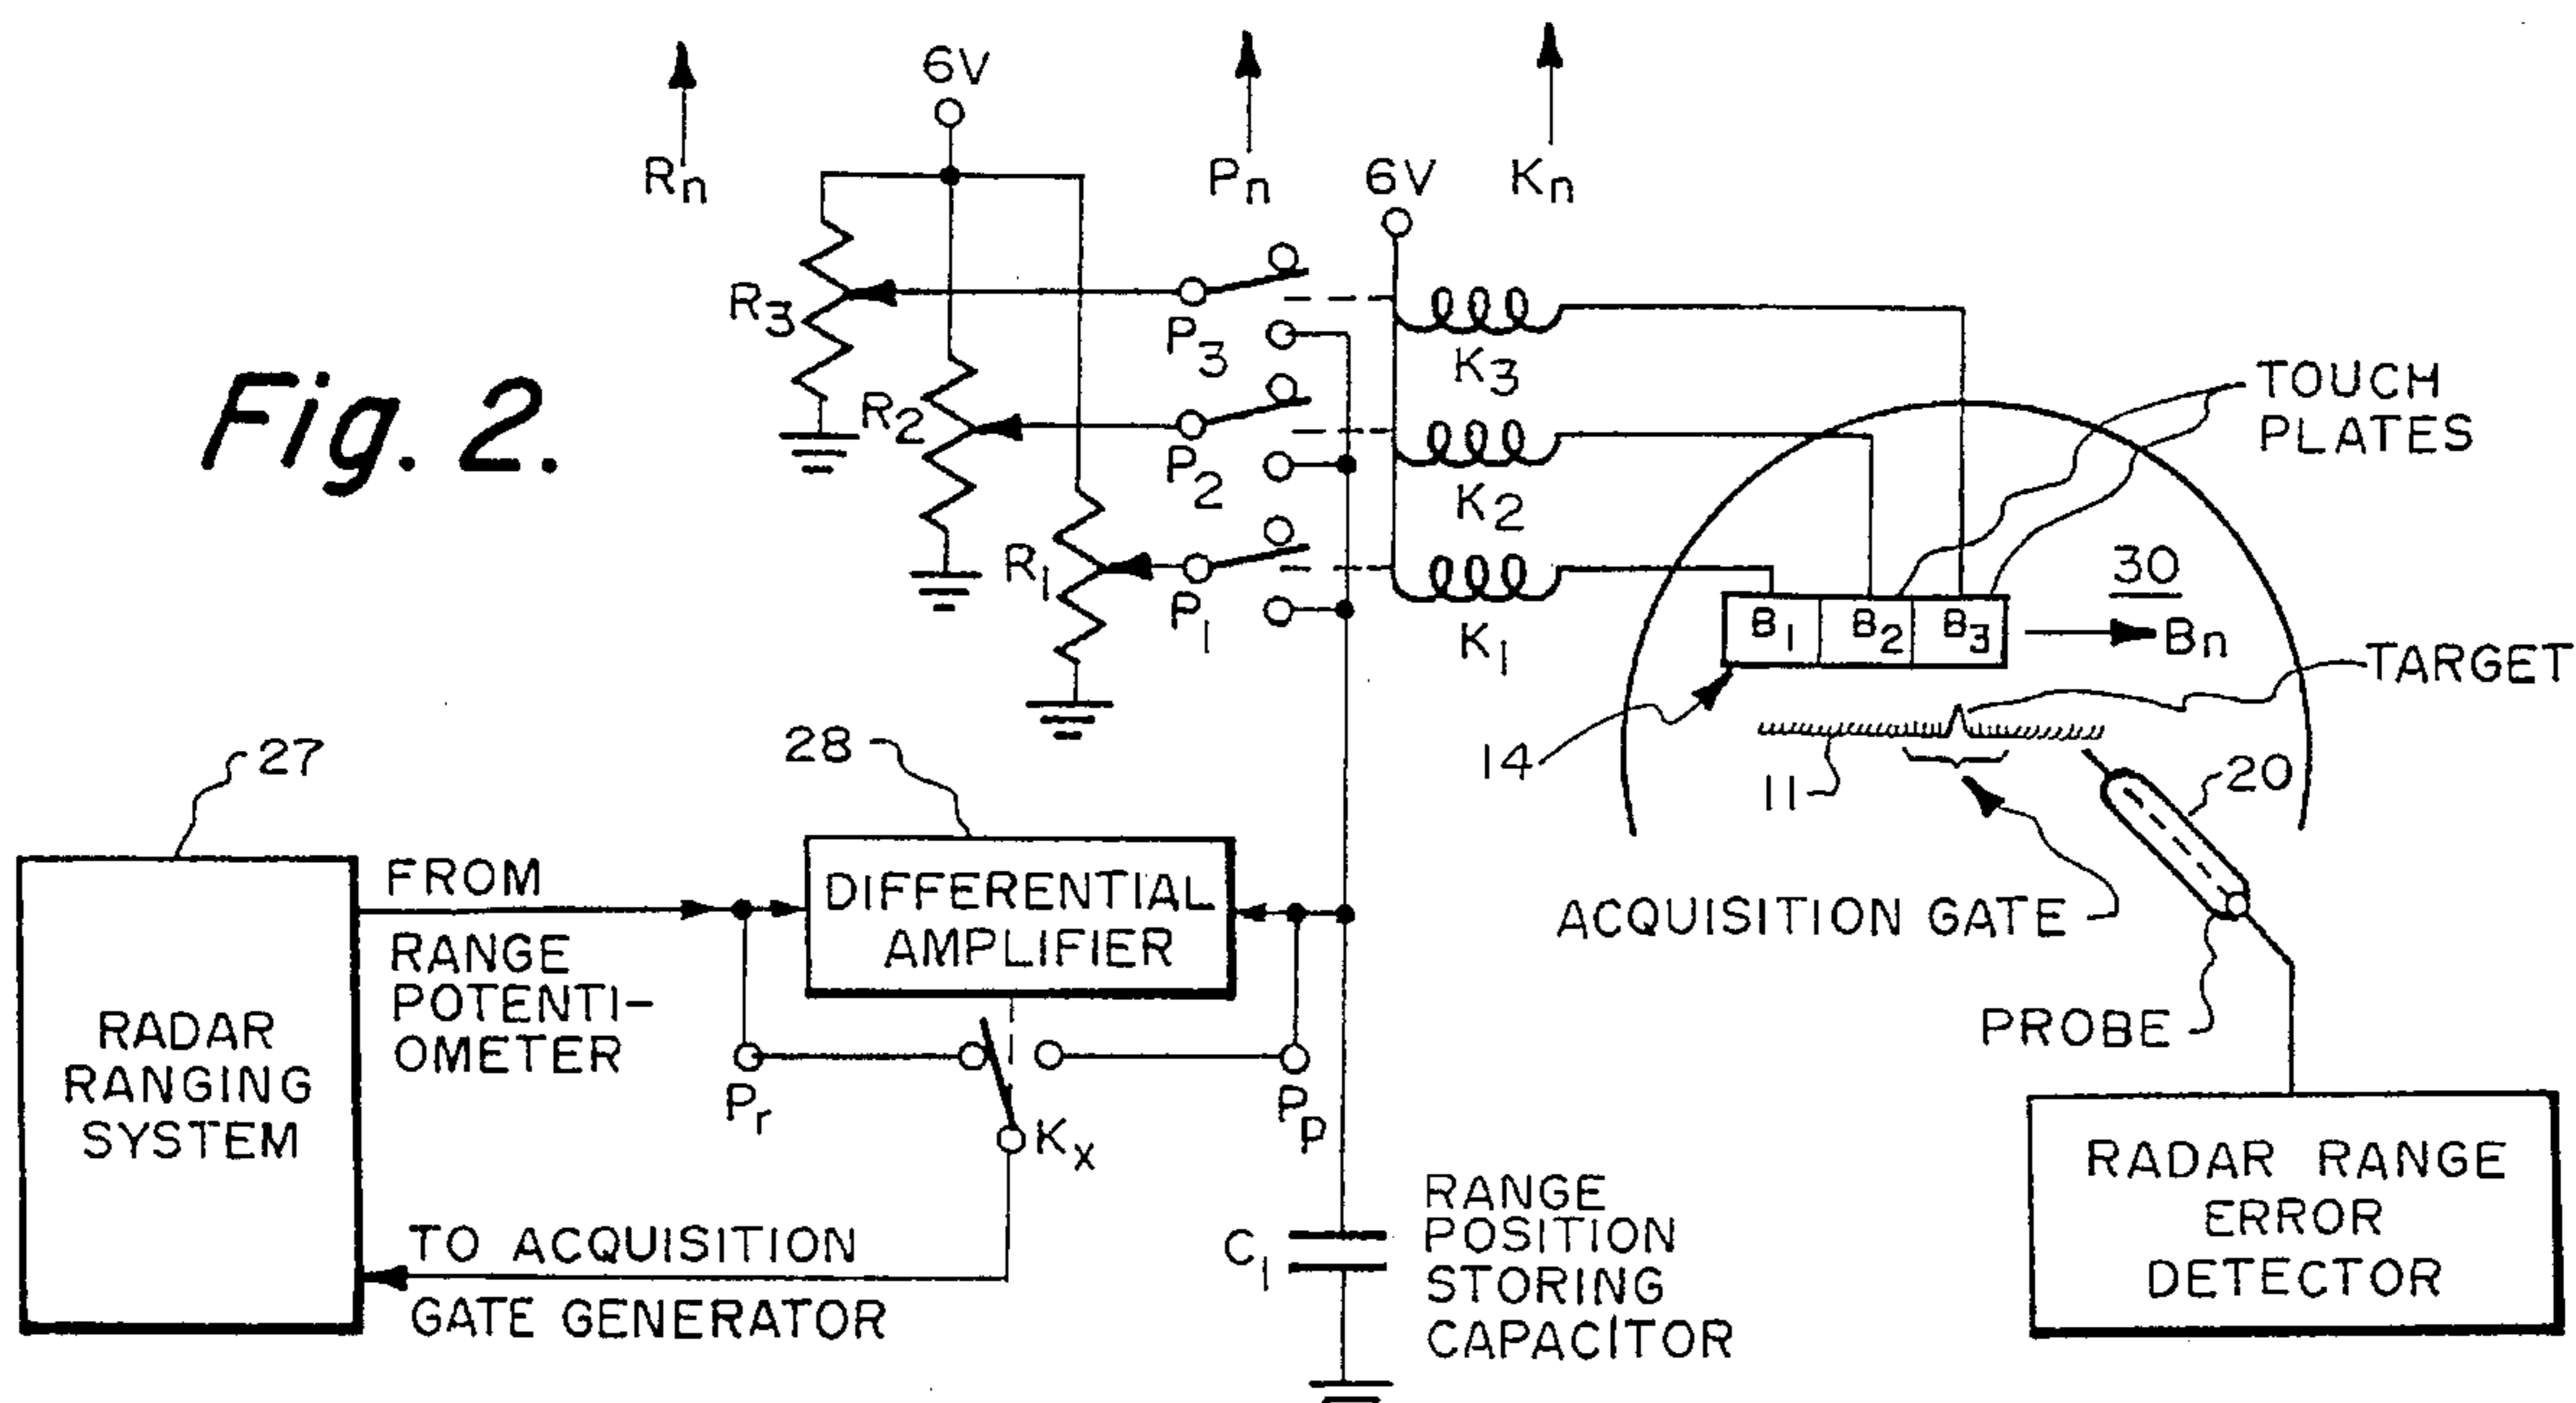 Fig. 2.
6V
Rn
Pn
6V
Kn
R3
P3
K3
R2
P2
K2
R1
P1
K1
TOUCH
PLATES
30
B1 B2 B3
Bn
TARGET
14
11
20
ACQUISITION GATE
PROBE
27
28
FROM
RANGE
POTENTI-
OMETER
DIFFERENTIAL
AMPLIFIER
RADAR
RANGING
SYSTEM
Pr
Kx
Pp
TO ACQUISITION
GATE GENERATOR
C1
RANGE
POSITION
STORING
CAPACITOR
RADAR RANGE
ERROR
DETECTOR